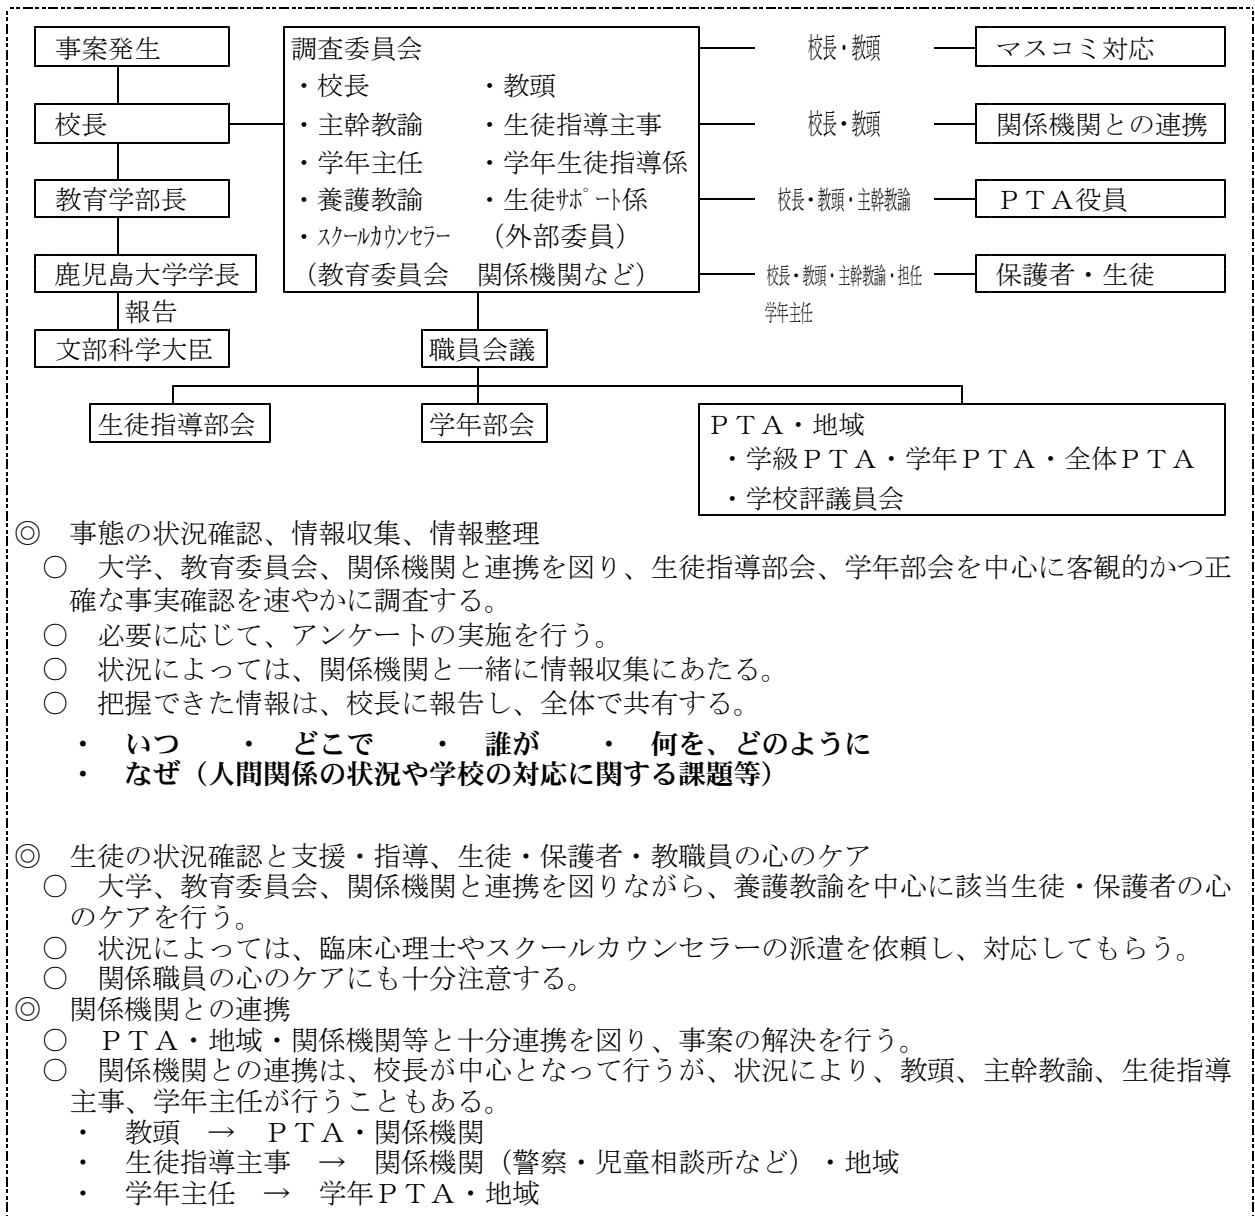 事案発生
調査委員会
校長・教頭
マスコミ対応
・校長　・教頭
校長
・主幹教諭　・生徒指導主事
校長・教頭
関係機関との連携
・学年主任　・学年生徒指導係
教育学部長
・養護教諭　・生徒ｻﾎﾟｰﾄ係
校長・教頭・主幹教諭
ＰＴＡ役員
・ｽｸｰﾙｶｳﾝｾﾗｰ　（外部委員）
鹿児島大学学長
（教育委員会　関係機関など）
校長・教頭・主幹教諭・担任
学年主任
保護者・生徒
報告
文部科学大臣
職員会議
生徒指導部会
学年部会
ＰＴＡ・地域
・学級ＰＴＡ・学年ＰＴＡ・全体ＰＴＡ
・学校評議員会
◎　事態の状況確認、情報収集、情報整理
○　大学、教育委員会、関係機関と連携を図り、生徒指導部会、学年部会を中心に客観的かつ正
確な事実確認を速やかに調査する。
○　必要に応じて、アンケートの実施を行う。
○　状況によっては、関係機関と一緒に情報収集にあたる。
○　把握できた情報は、校長に報告し、全体で共有する。
・　いつ　・　どこで　・　誰が　・　何を、どのように
・　なぜ（人間関係の状況や学校の対応に関する課題等）
◎　生徒の状況確認と支援・指導、生徒・保護者・教職員の心のケア
○　大学、教育委員会、関係機関と連携を図りながら、養護教諭を中心に該当生徒・保護者の心
のケアを行う。
○　状況によっては、臨床心理士やスクールカウンセラーの派遣を依頼し、対応してもらう。
○　関係職員の心のケアにも十分注意する。
◎　関係機関との連携
○　ＰＴＡ・地域・関係機関等と十分連携を図り、事案の解決を行う。
○　関係機関との連携は、校長が中心となって行うが、状況により、教頭、主幹教諭、生徒指導
主事、学年主任が行うこともある。
・　教頭　→　ＰＴＡ・関係機関
・　生徒指導主事　→　関係機関（警察・児童相談所など）・地域
・　学年主任　→　学年ＰＴＡ・地域